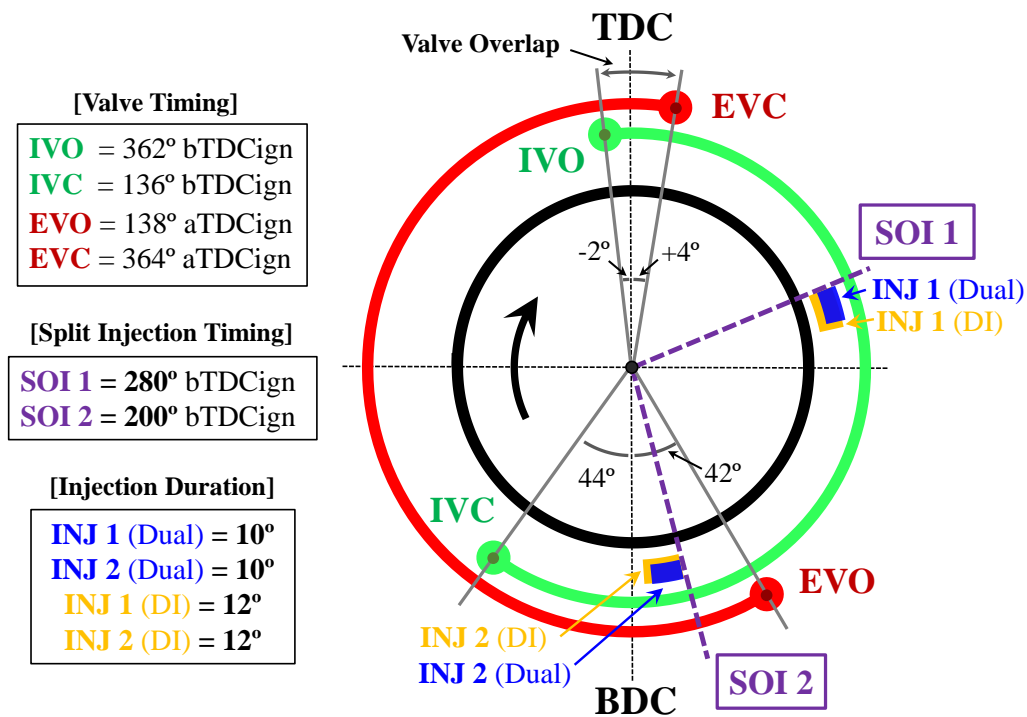 TDC
Valve Overlap
[Valve Timing]
IVO = 362º bTDCign
IVC = 136º bTDCign
EVO = 138º aTDCign
EVC = 364º aTDCign
EVC
IVO
SOI 1
-2º
+4º
INJ 1 (Dual)
INJ 1 (DI)
[Split Injection Timing]
SOI 1 = 280º bTDCign
SOI 2 = 200º bTDCign
[Injection Duration]
INJ 1 (Dual) = 10º
INJ 2 (Dual) = 10º
INJ 1 (DI) = 12º
INJ 2 (DI) = 12º
44º
42º
IVC
EVO
INJ 2 (DI)
INJ 2 (Dual)
SOI 2
BDC